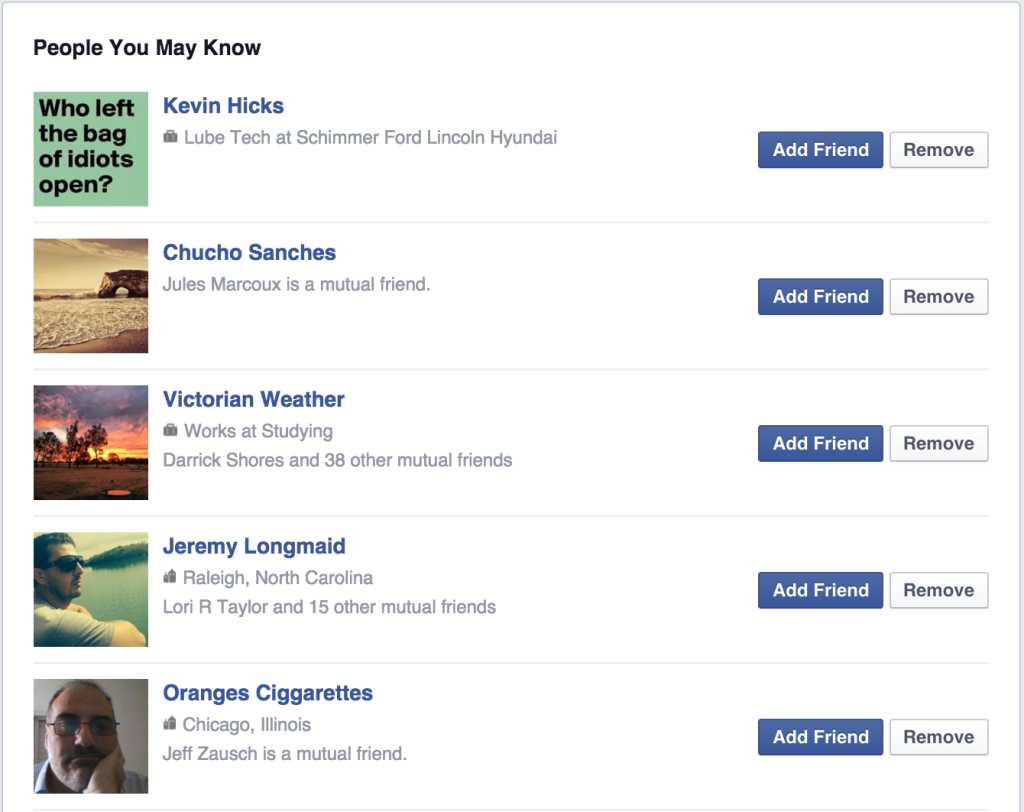 People You May Know
Who left
the bag
of idiots
open?
Kevin Hicks
Lube Tech at Schimmer Ford Lincoln Hyundai
Add Friend Remove
Chucho Sanches
Jules Marcoux is a mutual friend.
Add Friend Remove
Victorian Weather
Works at Studying
Darrick Shores and 38 other mutual friends
Add Friend Remove
Jeremy Longmaid
Raleigh, North Carolina
Lori R Taylor and 15 other mutual friends
Add Friend Remove
Oranges Ciggarettes
Chicago, Illinois
Jeff Zausch is a mutual friend.
Add Friend Remove